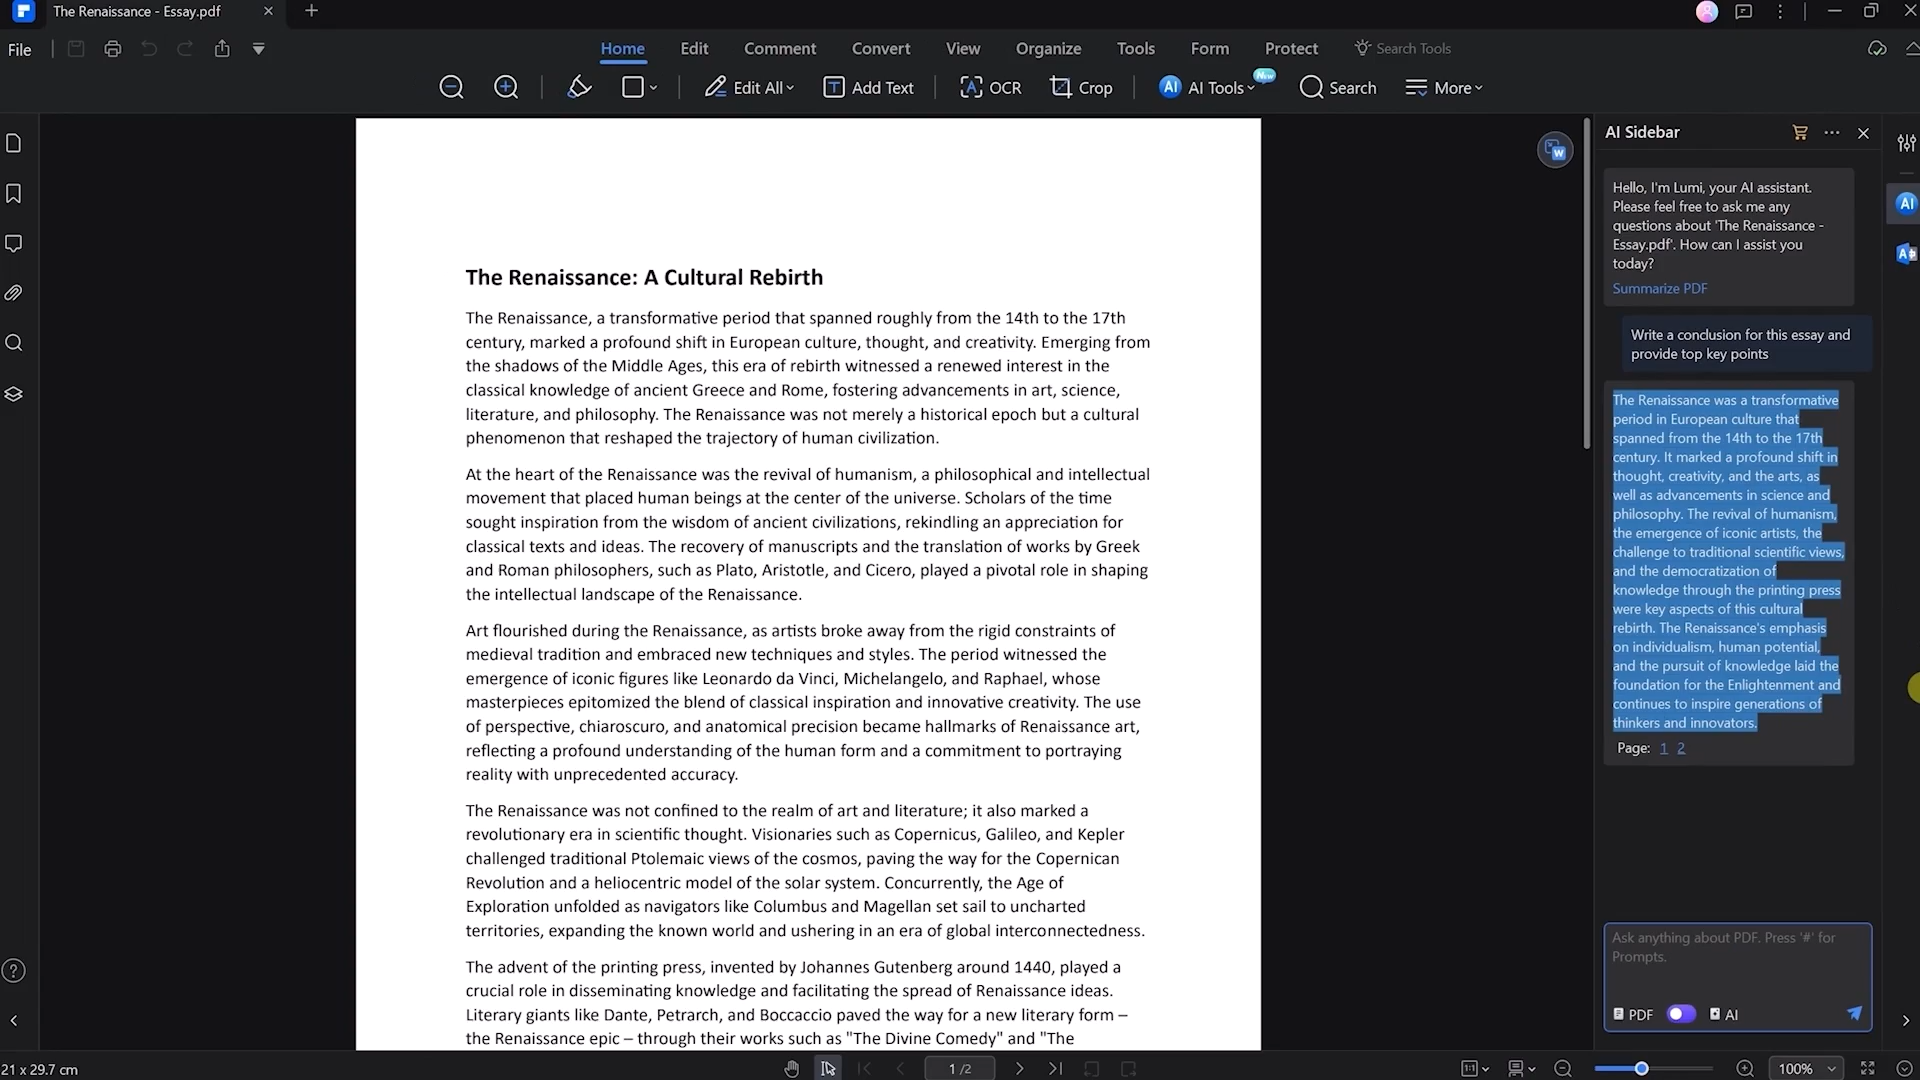 The Renaissance - Essay.pdf
File
Home
Edit
Comment
Convert
View
Organize
Tools
Form
Protect
Search Tools
Edit All
T Add Text
A OCR
Crop
AI AI Tools
New
Search
More
W
The Renaissance: A Cultural Rebirth
The Renaissance, a transformative period that spanned roughly from the 14th to the 17th
century, marked a profound shift in European culture, thought, and creativity. Emerging from
the shadows of the Middle Ages, this era of rebirth witnessed a renewed interest in the
classical knowledge of ancient Greece and Rome, fostering advancements in art, science,
literature, and philosophy. The Renaissance was not merely a historical epoch but a cultural
phenomenon that reshaped the trajectory of human civilization.
At the heart of the Renaissance was the revival of humanism, a philosophical and intellectual
movement that placed human beings at the center of the universe. Scholars of the time
sought inspiration from the wisdom of ancient civilizations, rekindling an appreciation for
classical texts and ideas. The recovery of manuscripts and the translation of works by Greek
and Roman philosophers, such as Plato, Aristotle, and Cicero, played a pivotal role in shaping
the intellectual landscape of the Renaissance.
Art flourished during the Renaissance, as artists broke away from the rigid constraints of
medieval tradition and embraced new techniques and styles. The period witnessed the
emergence of iconic figures like Leonardo da Vinci, Michelangelo, and Raphael, whose
masterpieces epitomized the blend of classical inspiration and innovative creativity. The use
of perspective, chiaroscuro, and anatomical precision became hallmarks of Renaissance art,
reflecting a profound understanding of the human form and a commitment to portraying
reality with unprecedented accuracy.
The Renaissance was not confined to the realm of art and literature; it also marked a
revolutionary era in scientific thought. Visionaries such as Copernicus, Galileo, and Kepler
challenged traditional Ptolemaic views of the cosmos, paving the way for the Copernican
Revolution and a heliocentric model of the solar system. Concurrently, the Age of
Exploration unfolded as navigators like Columbus and Magellan set sail to uncharted
territories, expanding the known world and ushering in an era of global interconnectedness.
The advent of the printing press, invented by Johannes Gutenberg around 1440, played a
crucial role in disseminating knowledge and facilitating the spread of Renaissance ideas.
Literary giants like Dante, Petrarch, and Boccaccio paved the way for a new literary form –
the Renaissance epic – through their works such as "The Divine Comedy" and "The
AI Sidebar
Hello, I'm Lumi, your AI assistant.
Please feel free to ask me any
questions about 'The Renaissance -
Essay.pdf'. How can I assist you
today?
Summarize PDF
Write a conclusion for this essay and
provide top key points
The Renaissance was a transformative
period in European culture that
spanned from the 14th to the 17th
century. It marked a profound shift in
thought, creativity, and the arts, as
well as advancements in science and
philosophy. The revival of humanism,
the emergence of iconic artists, the
challenge to traditional scientific views,
and the democratization of
knowledge through the printing press
were key aspects of this cultural
rebirth. The Renaissance's emphasis
on individualism, human potential,
and the pursuit of knowledge laid the
foundation for the Enlightenment and
continues to inspire generations of
thinkers and innovators.
Page: 1 2
Ask anything about PDF. Press '#' for
Prompts.
PDF
AI
AI
A
21 x 29.7 cm
1 /2
1:1
100%